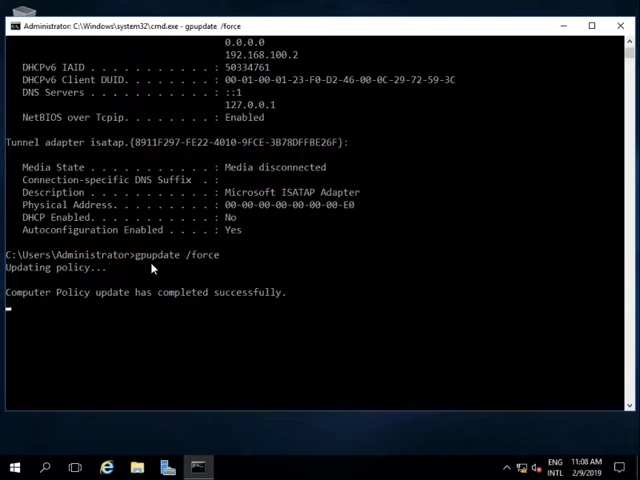 Administrator: C:\Windows\system32\cmd.exe - gpupdate /force
0.0.0.0
192.168.100.2
DHCPv6 IAID . . . . . . . . . . . : 50334761
DHCPv6 Client DUID. . . . . . . . : 00-01-00-01-23-F0-D2-46-00-0C-29-72-59-3C
DNS Servers . . . . . . . . . . . : ::1
127.0.0.1
NetBIOS over Tcpip. . . . . . . . : Enabled
Tunnel adapter isatap.{8911F297-FE22-4010-9FCE-3B78DFFBE26F}:
Media State . . . . . . . . . . . : Media disconnected
Connection-specific DNS Suffix  . :
Description . . . . . . . . . . . : Microsoft ISATAP Adapter
Physical Address. . . . . . . . . : 00-00-00-00-00-00-00-E0
DHCP Enabled. . . . . . . . . . . : No
Autoconfiguration Enabled . . . . : Yes
C:\Users\Administrator>gpupdate /force
Updating policy...
Computer Policy update has completed successfully.
ENG
INTL
11:08 AM
2/9/2019